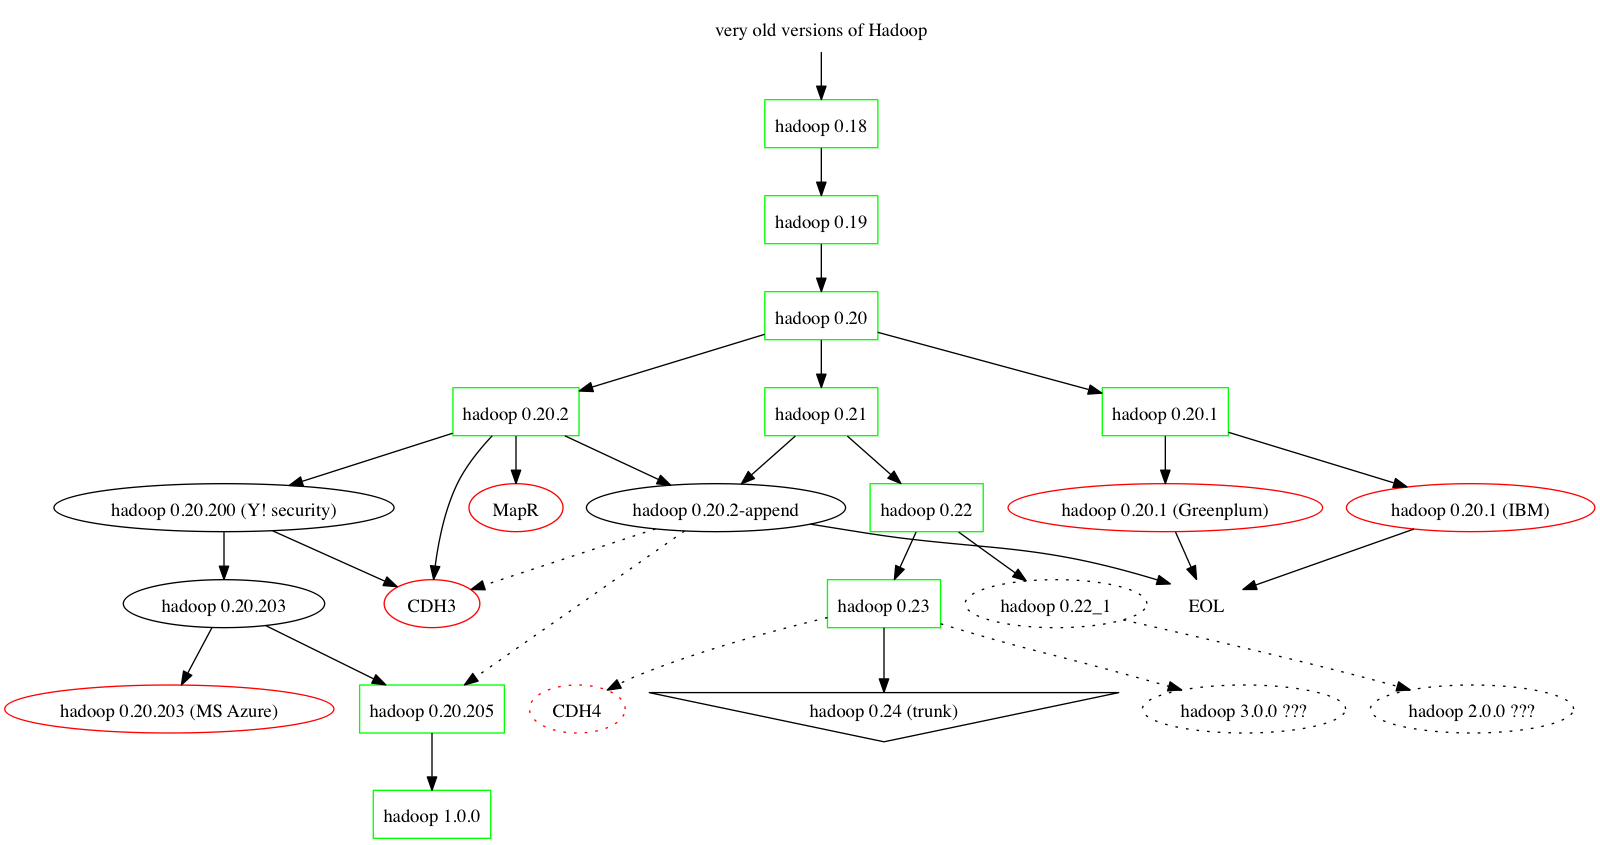 very old versions of Hadoop
hadoop 0.18
hadoop 0.19
hadoop 0.20
hadoop 0.20.2
hadoop 0.21
hadoop 0.20.1
hadoop 0.20.200 (Y! security)
MapR
hadoop 0.20.2-append
hadoop 0.22
hadoop 0.20.1 (Greenplum)
hadoop 0.20.1 (IBM)
hadoop 0.20.203
CDH3
hadoop 0.23
hadoop 0.22_1
EOL
hadoop 0.20.203 (MS Azure)
hadoop 0.20.205
CDH4
hadoop 0.24 (trunk)
hadoop 3.0.0 ???
hadoop 2.0.0 ???
hadoop 1.0.0